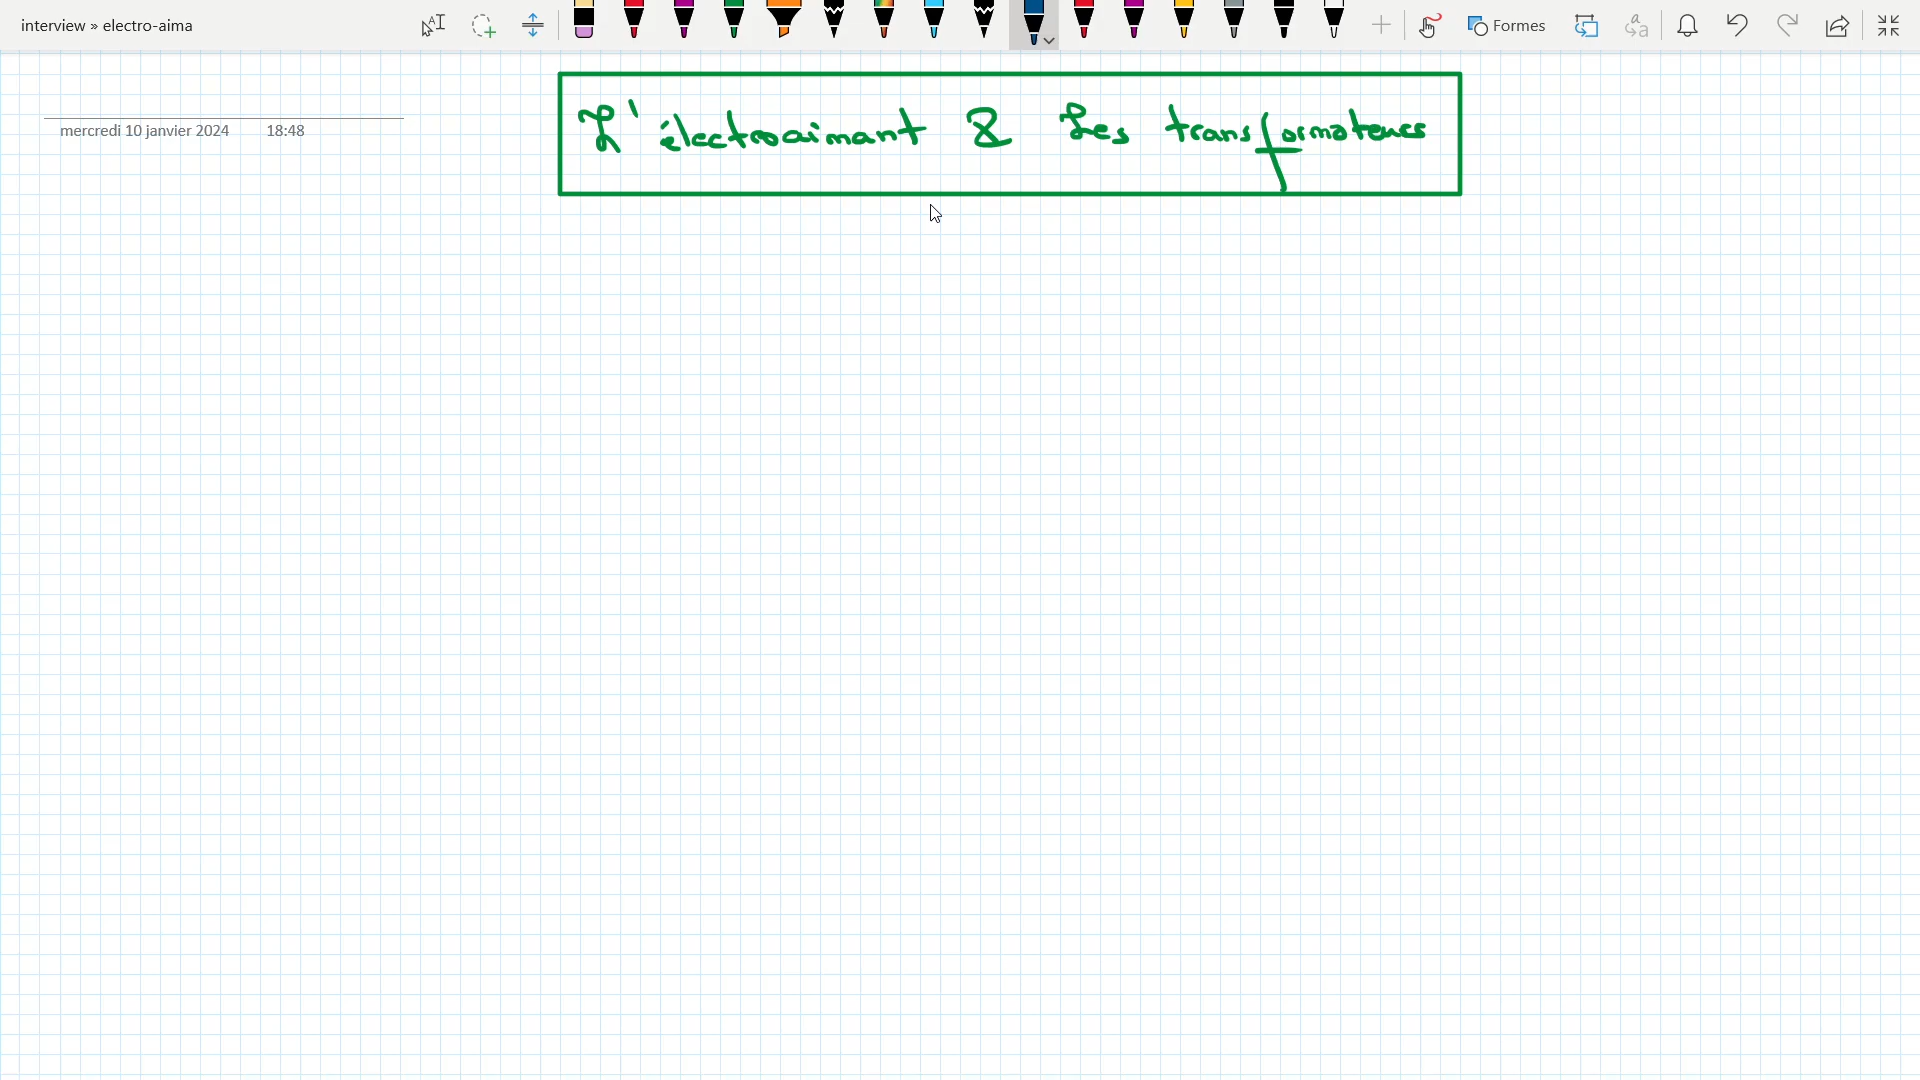 interview » electro-aima
Formes
L'électroaimant & Les transformateurs
mercredi 10 janvier 2024 18:48